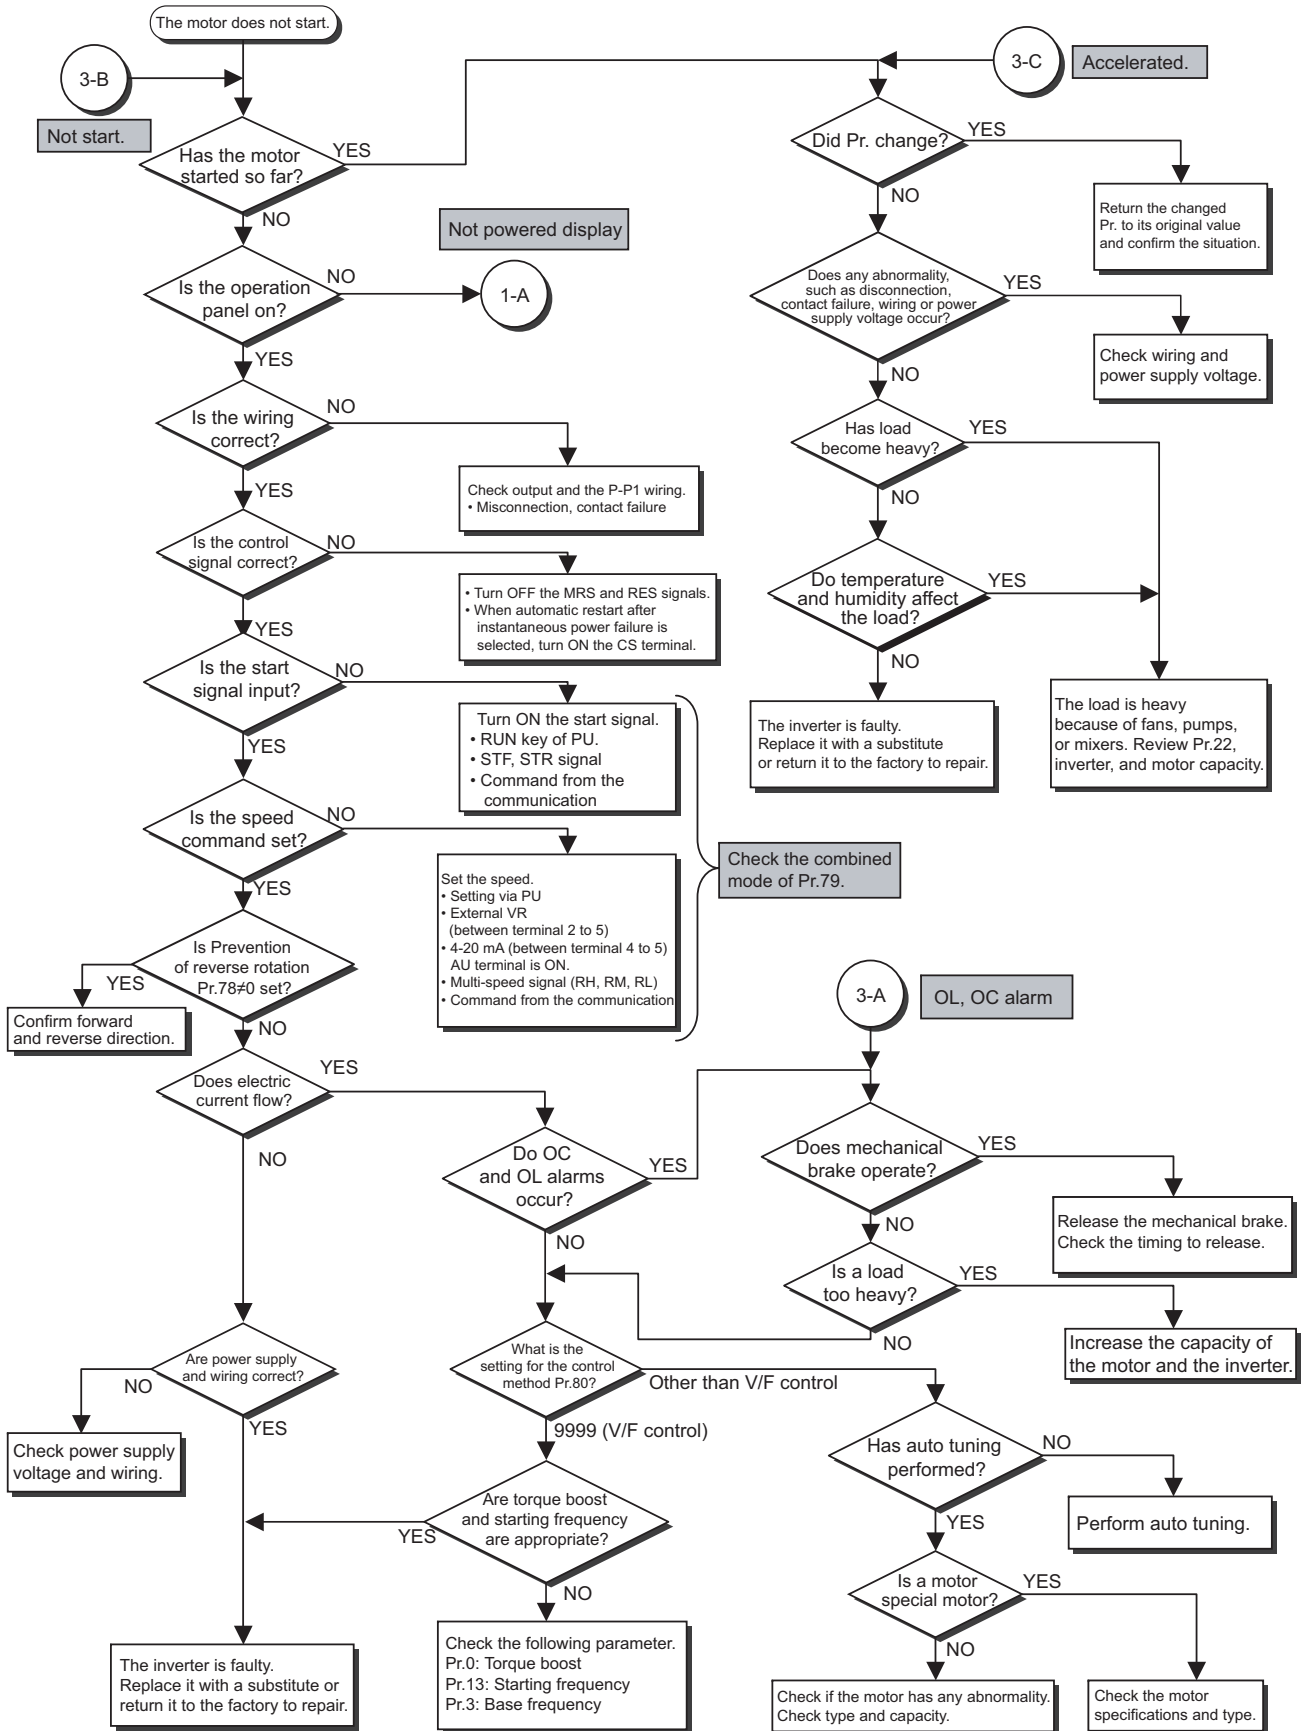 The motor does not start.
3-B
Not start.
Has the motor
started so far?
YES
NO
3-C
Accelerated.
Did Pr. change?
YES
NO
Return the changed
Pr. to its original value
and confirm the situation.
Not powered display
1-A
Is the operation
panel on?
NO
YES
Does any abnormality,
such as disconnection,
contact failure, wiring or power
supply voltage occur?
YES
NO
Check wiring and
power supply voltage.
Is the wiring
correct?
NO
YES
Check output and the P-P1 wiring.
• Misconnection, contact failure
Has load
become heavy?
YES
NO
Is the control
signal correct?
NO
YES
• Turn OFF the MRS and RES signals.
• When automatic restart after
instantaneous power failure is
selected, turn ON the CS terminal.
Do temperature
and humidity affect
the load?
YES
NO
Is the start
signal input?
NO
YES
Turn ON the start signal.
• RUN key of PU.
• STF, STR signal
• Command from the
communication
The inverter is faulty.
Replace it with a substitute
or return it to the factory to repair.
The load is heavy
because of fans, pumps,
or mixers. Review Pr.22,
inverter, and motor capacity.
Is the speed
command set?
NO
YES
Set the speed.
• Setting via PU
• External VR
(between terminal 2 to 5)
• 4-20 mA (between terminal 4 to 5)
AU terminal is ON.
• Multi-speed signal (RH, RM, RL)
• Command from the communication
Check the combined
mode of Pr.79.
Is Prevention
of reverse rotation
Pr.78≠0 set?
YES
NO
Confirm forward
and reverse direction.
3-A
OL, OC alarm
Does electric
current flow?
YES
NO
Do OC
and OL alarms
occur?
YES
NO
Does mechanical
brake operate?
YES
NO
Release the mechanical brake.
Check the timing to release.
Is a load
too heavy?
YES
NO
Increase the capacity of
the motor and the inverter.
Are power supply
and wiring correct?
NO
YES
Check power supply
voltage and wiring.
What is the
setting for the control
method Pr.80?
Other than V/F control
9999 (V/F control)
Has auto tuning
performed?
NO
YES
Perform auto tuning.
Are torque boost
and starting frequency
are appropriate?
YES
NO
Is a motor
special motor?
YES
NO
The inverter is faulty.
Replace it with a substitute or
return it to the factory to repair.
Check the following parameter.
Pr.0: Torque boost
Pr.13: Starting frequency
Pr.3: Base frequency
Check if the motor has any abnormality.
Check type and capacity.
Check the motor
specifications and type.